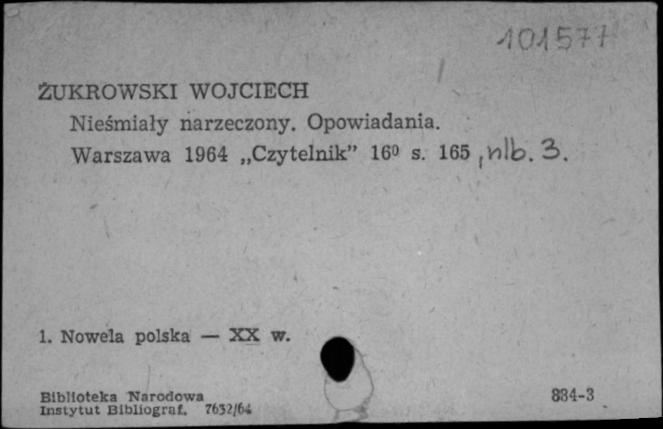 101577
ŻUKROWSKI WOJCIECH
Nieśmiały narzeczony. Opowiadania.
Warszawa 1964 „Czytelnik” 16⁰ s. 165, nlb. 3.
1. Nowela polska — XX w.
Biblioteka Narodowa
Instytut Bibliograf. 7632/64
884-3